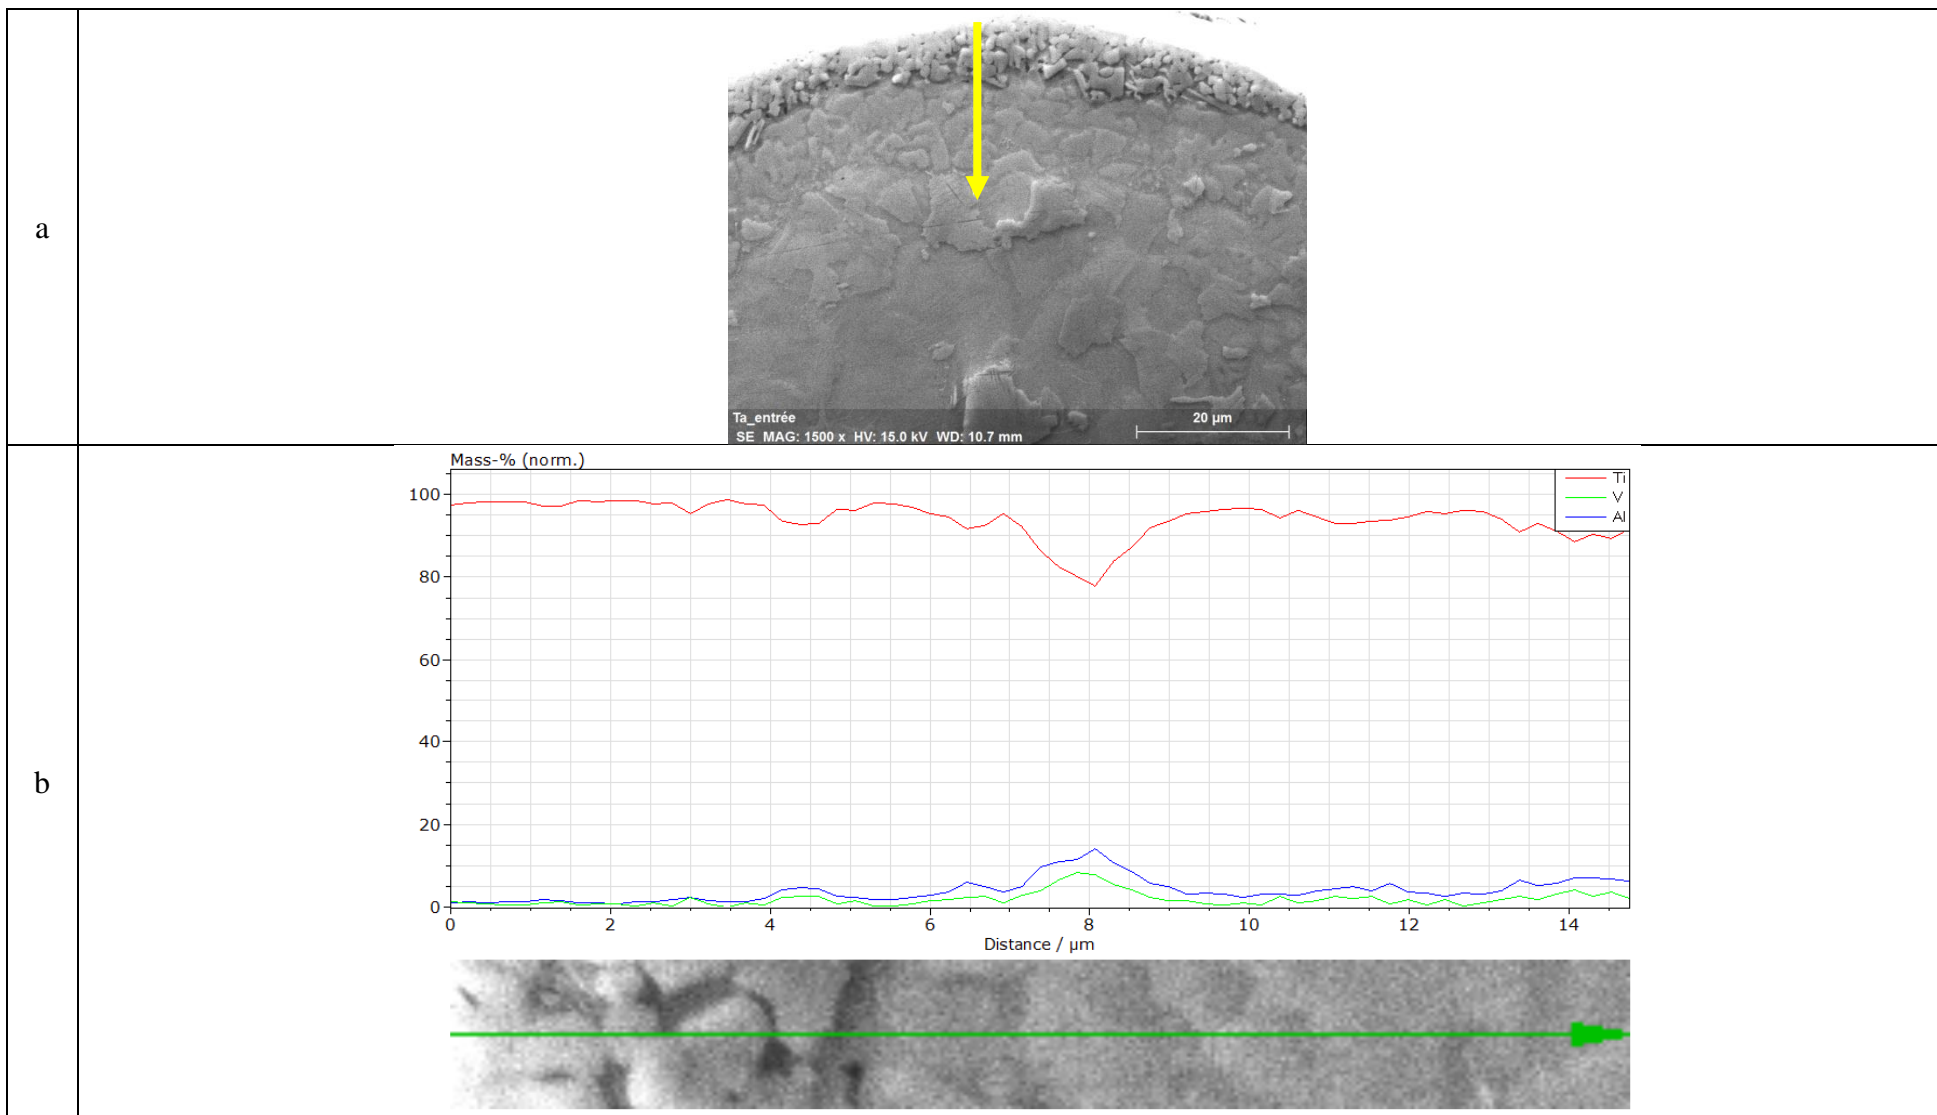 a
Ta_entrée
20 µm
SE MAG: 1500 x HV: 15.0 kV WD: 10.7 mm
b
Mass-% (norm.)
Ti
V
Al
100
80
60
40
20
0
0 2 4 6 8 10 12 14
Distance / µm